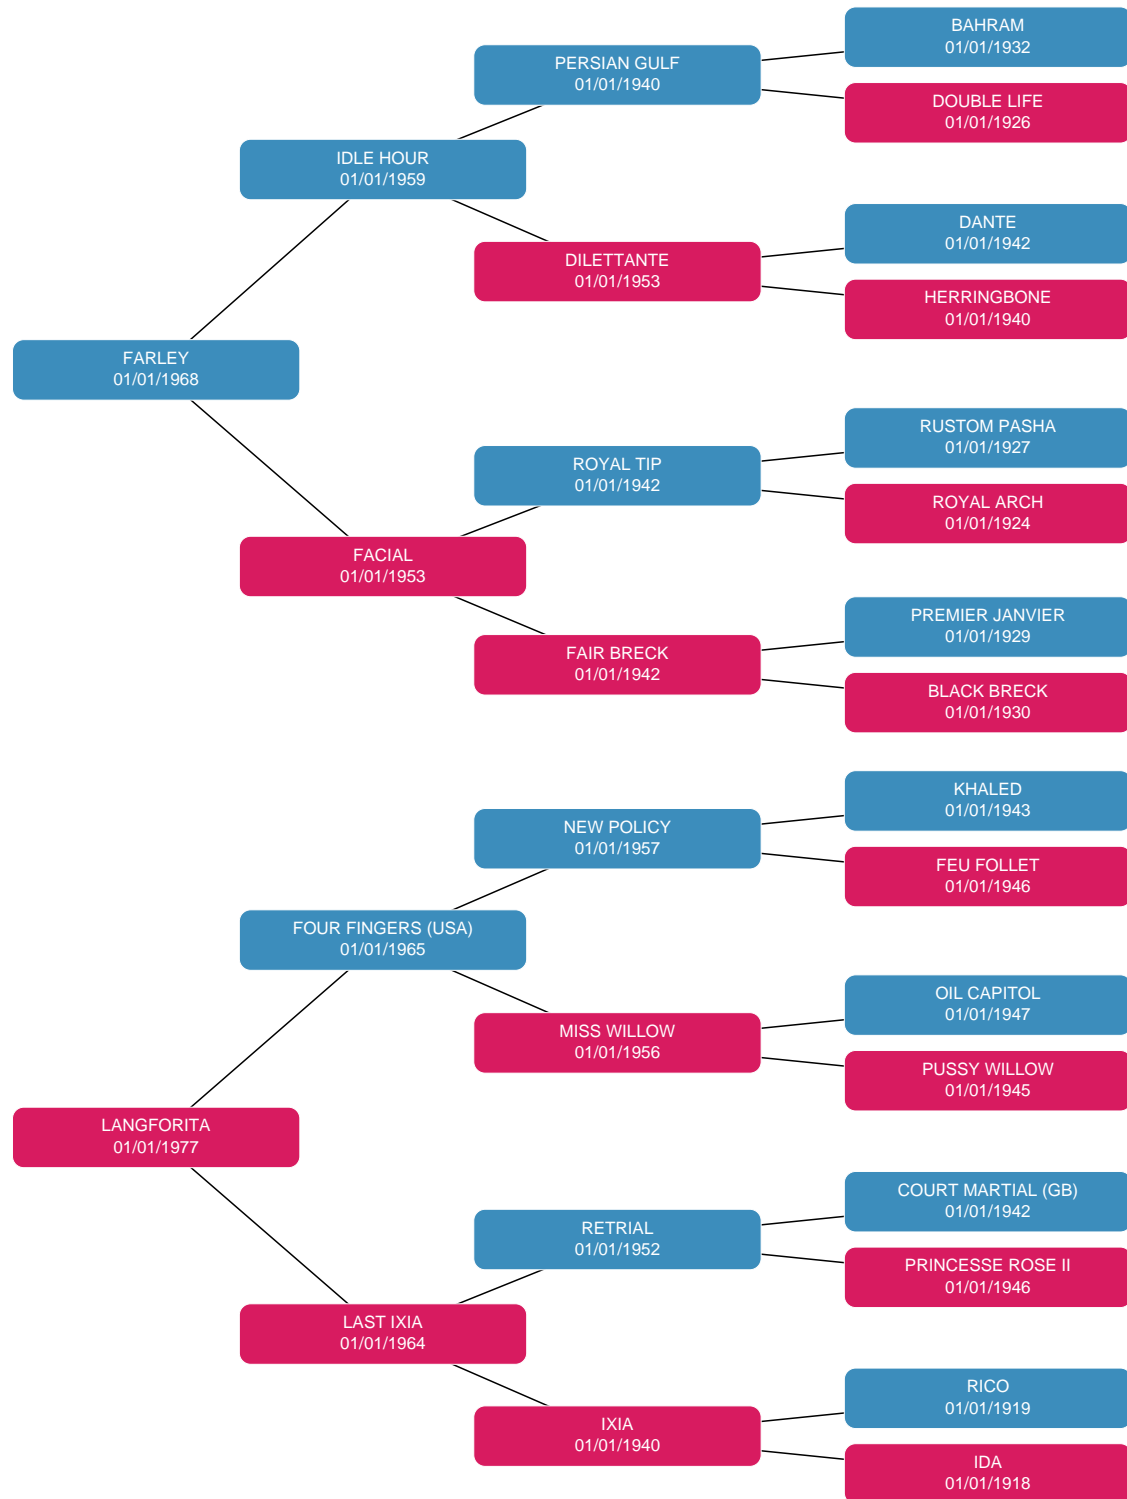 BAHRAM
01/01/1932
PERSIAN GULF
01/01/1940
DOUBLE LIFE
01/01/1926
IDLE HOUR
01/01/1959
DANTE
01/01/1942
DILETTANTE
01/01/1953
HERRINGBONE
01/01/1940
FARLEY
01/01/1968
RUSTOM PASHA
01/01/1927
ROYAL TIP
01/01/1942
ROYAL ARCH
01/01/1924
FACIAL
01/01/1953
PREMIER JANVIER
01/01/1929
FAIR BRECK
01/01/1942
BLACK BRECK
01/01/1930
KHALED
01/01/1943
NEW POLICY
01/01/1957
FEU FOLLET
01/01/1946
FOUR FINGERS (USA)
01/01/1965
OIL CAPITOL
01/01/1947
MISS WILLOW
01/01/1956
PUSSY WILLOW
01/01/1945
LANGFORITA
01/01/1977
COURT MARTIAL (GB)
01/01/1942
RETRIAL
01/01/1952
PRINCESSE ROSE II
01/01/1946
LAST IXIA
01/01/1964
RICO
01/01/1919
IXIA
01/01/1940
IDA
01/01/1918